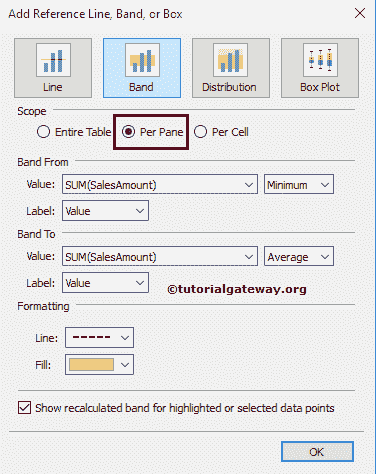 Add Reference Line, Band, or Box
Line Band Distribution Box Plot
Scope
Entire Table Per Pane Per Cell
Band From
Value: SUM(SalesAmount) Minimum
Label: Value
Band To
Value: SUM(SalesAmount) Average
Label: Value
©tutorialgateway.org
Formatting
Line:
Fill:
Show recalculated band for highlighted or selected data points
OK